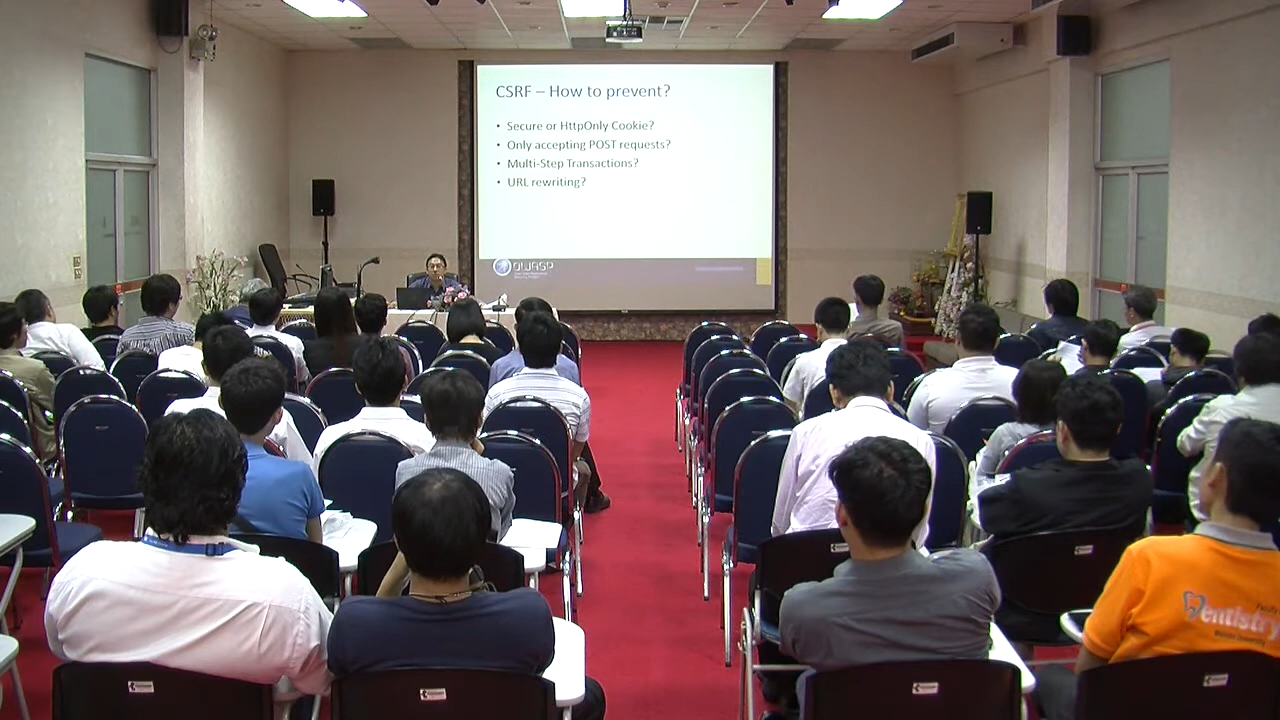 CSRF – How to prevent?
• Secure or HttpOnly Cookie?
• Only accepting POST requests?
• Multi-Step Transactions?
• URL rewriting?
OWASP
Dentistry